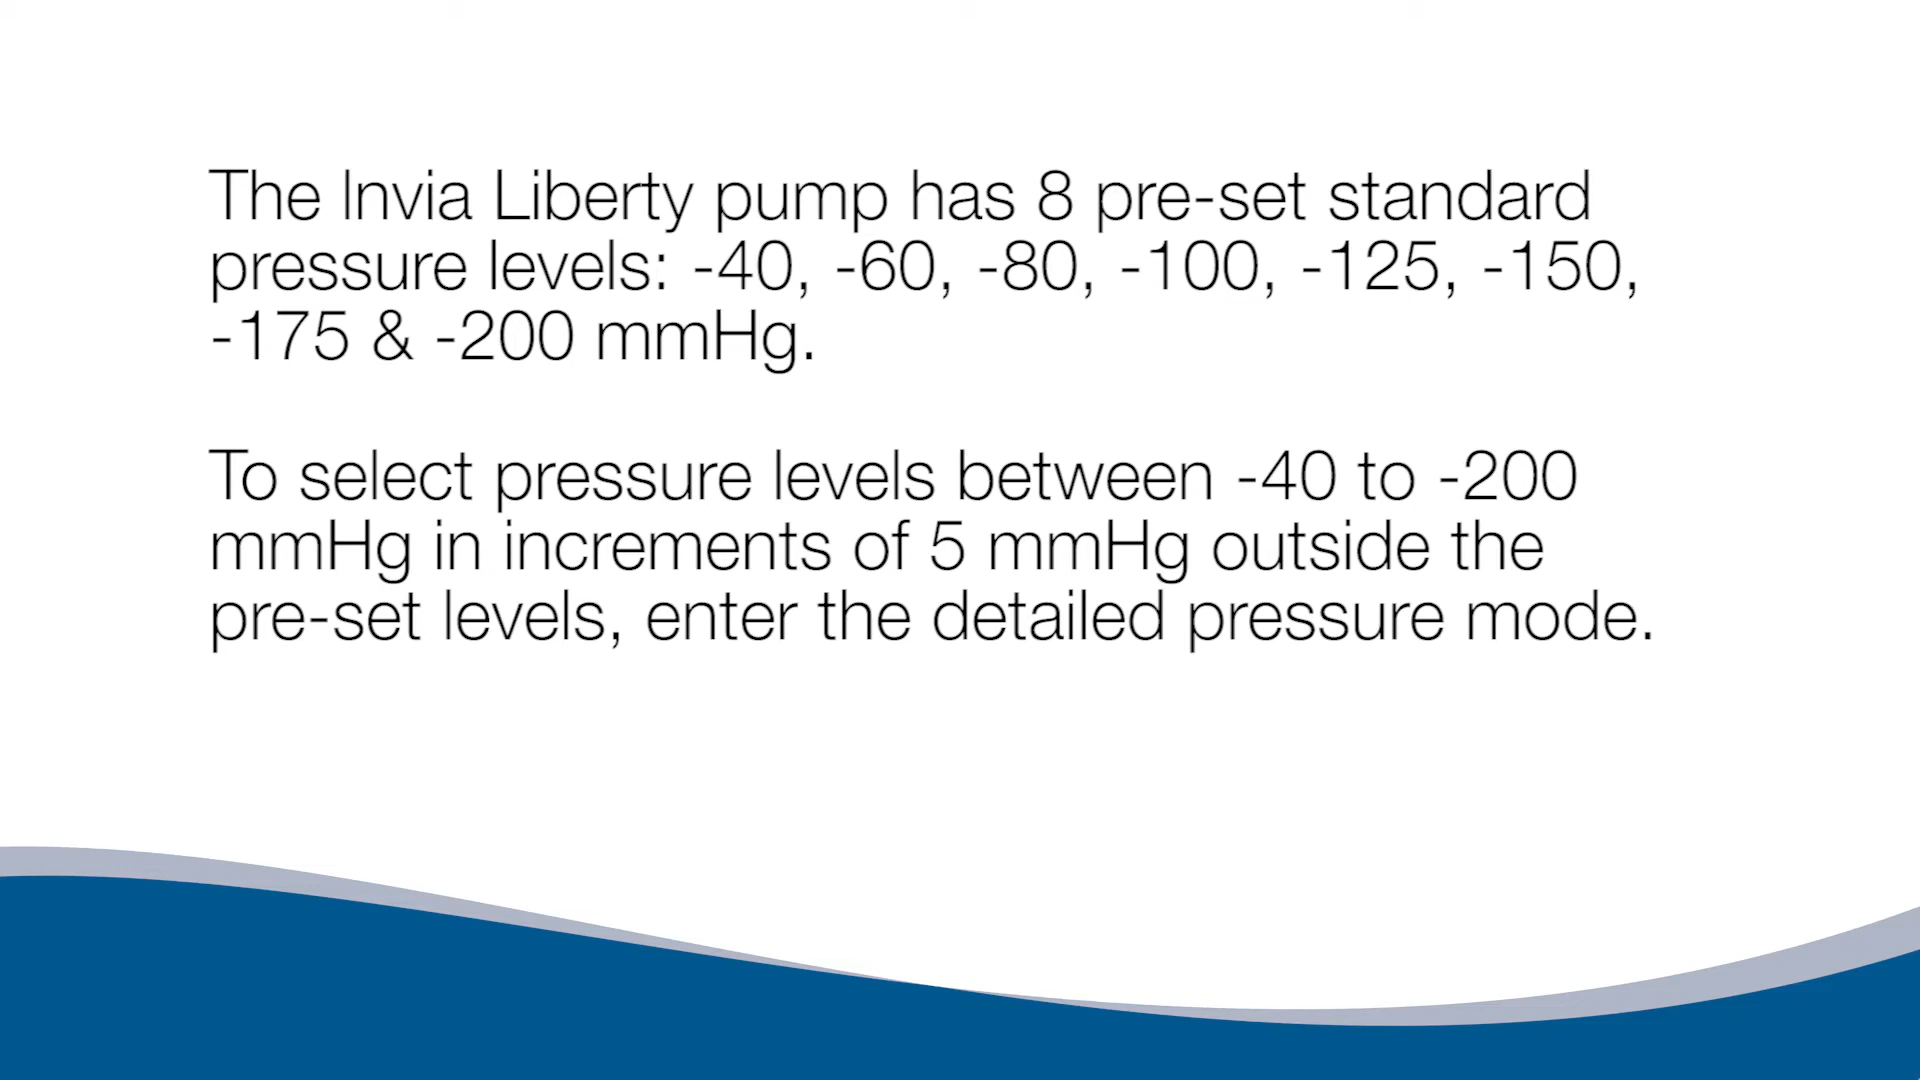 The Invia Liberty pump has 8 pre-set standard
pressure levels: -40, -60, -80, -100, -125, -150,
-175 & -200 mmHg.
To select pressure levels between -40 to -200
mmHg in increments of 5 mmHg outside the
pre-set levels, enter the detailed pressure mode.